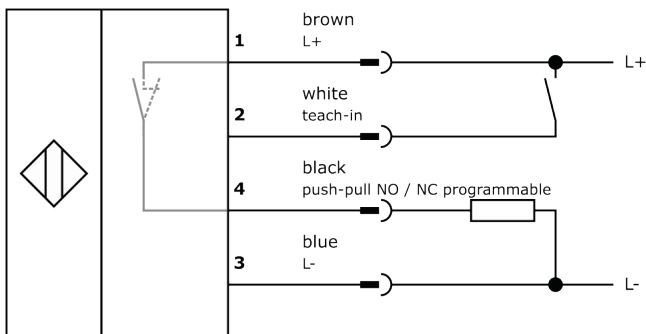 brown
1 L+
L+
white
2 teach-in
black
4 push-pull NO / NC programmable
blue
3 L-
L-